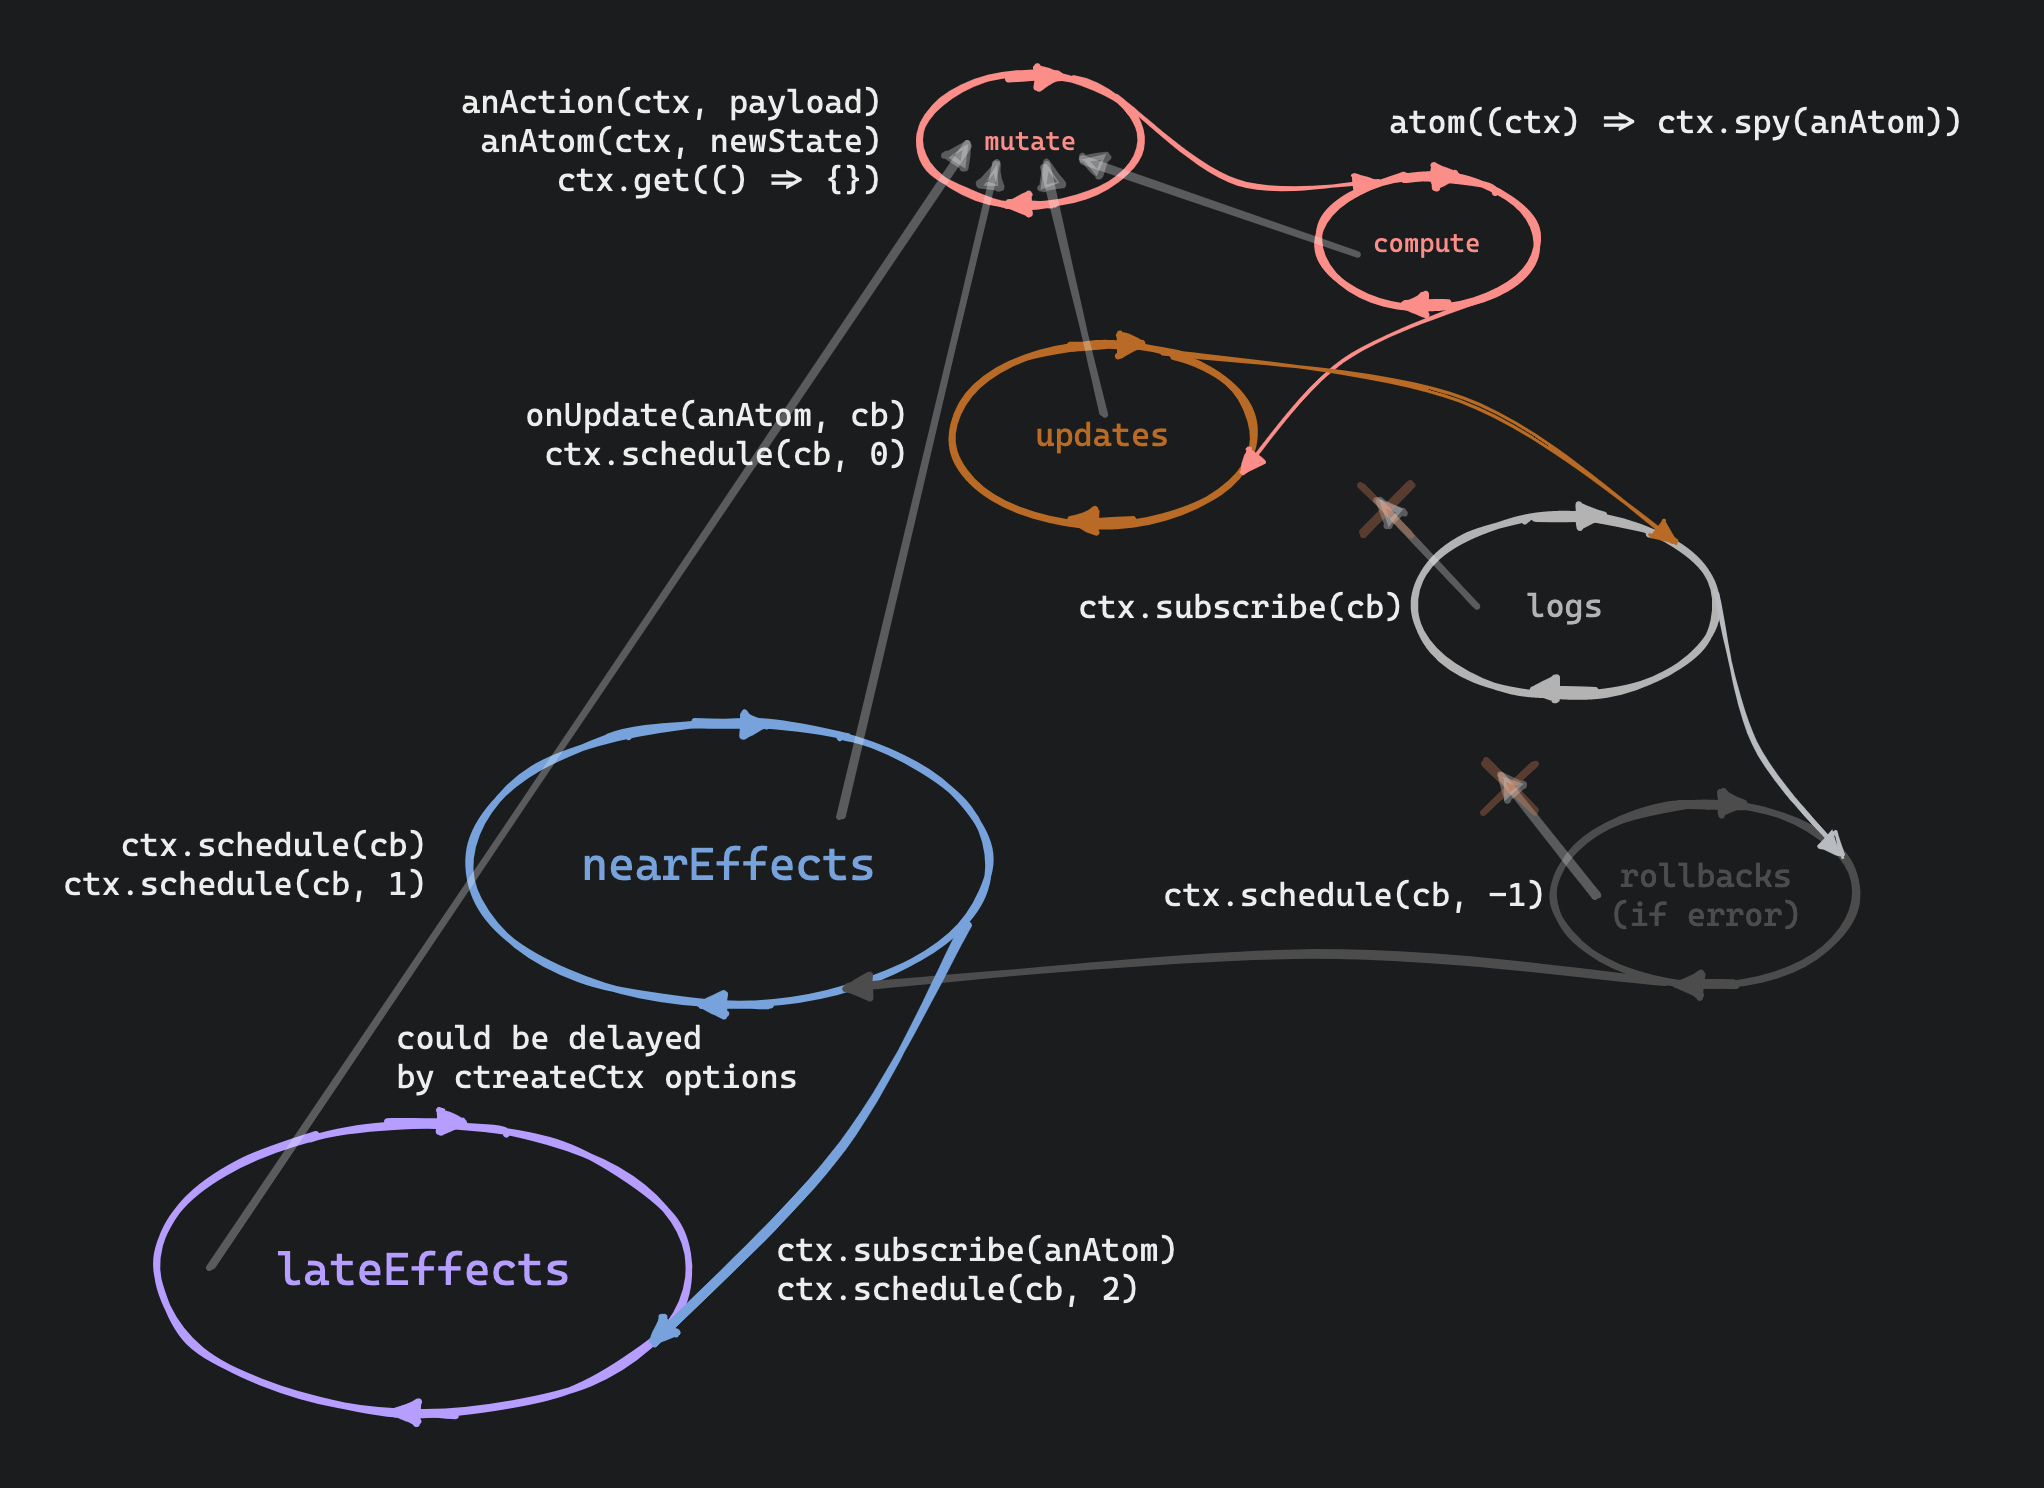 anAction(ctx, payload)
anAtom(ctx, newState)
ctx.get(() => {})
mutate
atom((ctx) => ctx.spy(anAtom))
compute
onUpdate(anAtom, cb)
ctx.schedule(cb, 0)
updates
ctx.subscribe(cb)
logs
ctx.schedule(cb)
ctx.schedule(cb, 1)
nearEffects
ctx.schedule(cb, -1)
rollbacks
(if error)
could be delayed
by ctreateCtx options
lateEffects
ctx.subscribe(anAtom)
ctx.schedule(cb, 2)